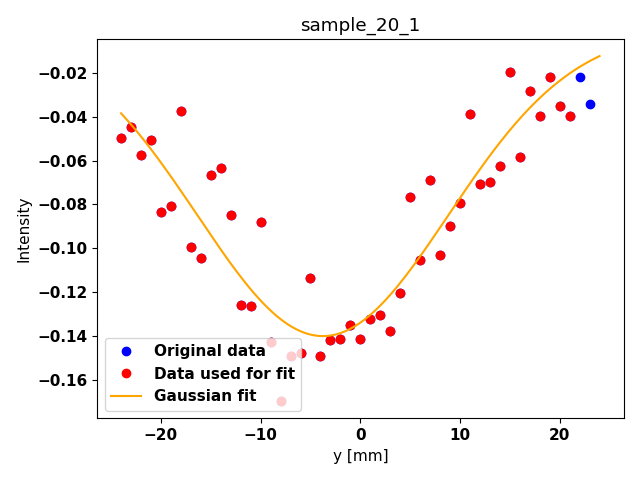 sample_20_1
−0.02
−0.04
−0.06
−0.08
−0.10
−0.12
−0.14
−0.16
Intensity
Original data
Data used for fit
Gaussian fit
−20
−10
0
10
20
y [mm]